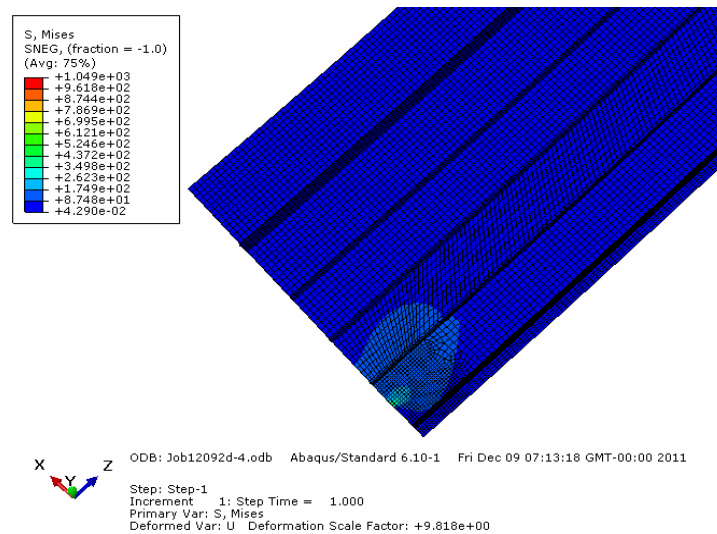 S, Mises
SNEG, (fraction = -1.0)
(Avg: 75%)
+1.049e+03
+9.618e+02
+8.744e+02
+7.869e+02
+6.995e+02
+6.121e+02
+5.246e+02
+4.372e+02
+3.498e+02
+2.623e+02
+1.749e+02
+8.748e+01
+4.290e-02
X
Y
Z
ODB: Job12092d-4.odb Abaqus/Standard 6.10-1 Fri Dec 09 07:13:18 GMT-00:00 2011
Step: Step-1
Increment 1: Step Time = 1.000
Primary Var: S, Mises
Deformed Var: U Deformation Scale Factor: +9.818e+00